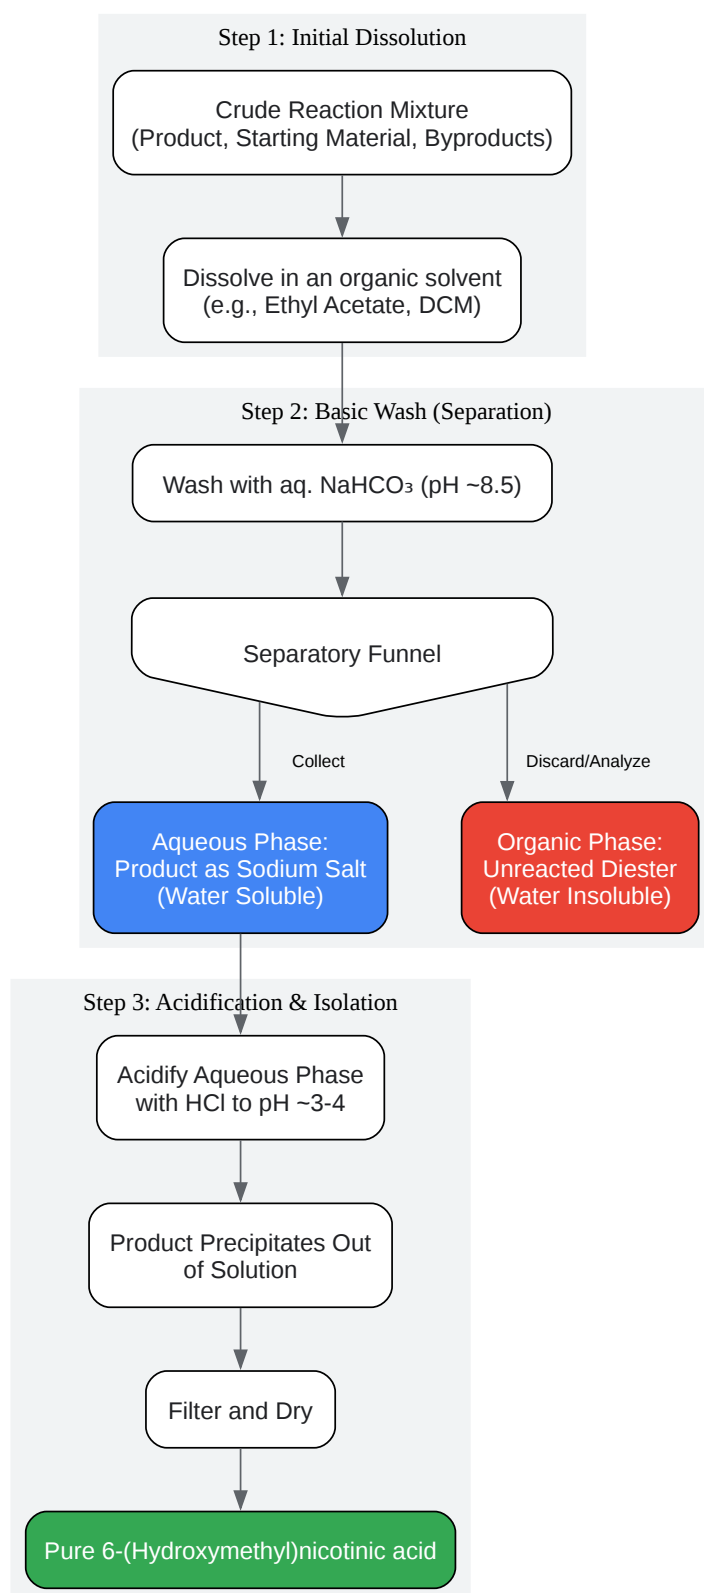 Step 1: Initial Dissolution
Crude Reaction Mixture
(Product, Starting Material, Byproducts)
Dissolve in an organic solvent
(e.g., Ethyl Acetate, DCM)
Step 2: Basic Wash (Separation)
Wash with aq. NaHCO₃ (pH ~8.5)
Separatory Funnel
Collect
Discard/Analyze
Aqueous Phase:
Product as Sodium Salt
(Water Soluble)
Organic Phase:
Unreacted Diester
(Water Insoluble)
Step 3: Acidification & Isolation
Acidify Aqueous Phase
with HCl to pH ~3-4
Product Precipitates Out
of Solution
Filter and Dry
Pure 6-(Hydroxymethyl)nicotinic acid